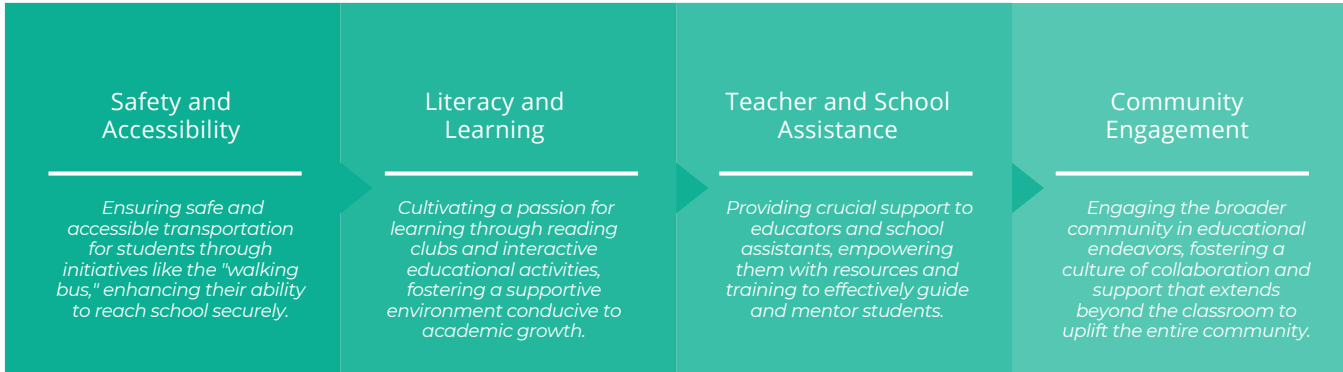 Safety and
Accessibility
Ensuring safe and
accessible transportation
for students through
initiatives like the "walking
bus," enhancing their ability
to reach school securely.
Literacy and
Learning
Cultivating a passion for
learning through reading
clubs and interactive
educational activities,
fostering a supportive
environment conducive to
academic growth.
Teacher and School
Assistance
Providing crucial support to
educators and school
assistants, empowering
them with resources and
training to effectively guide
and mentor students.
Community
Engagement
Engaging the broader
community in educational
endeavors, fostering a
culture of collaboration and
support that extends
beyond the classroom to
uplift the entire community.